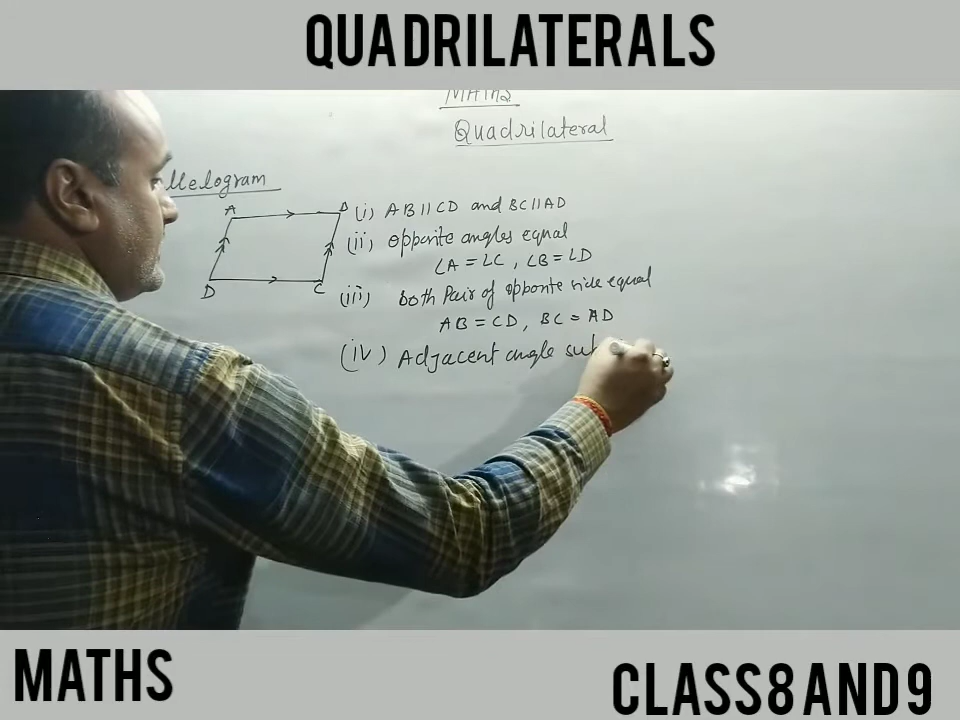 QUADRILATERALS
MATHS
Quadrilateral
llelogram
A B
D C
(i) AB||CD and BC||AD
(ii) opposite angles equal
∠A = ∠C, ∠B = ∠D
(iii) both Pair of opposite side equal
AB = CD, BC = AD
(iv) Adjacent angle
MATHS
CLASS 8 AND 9